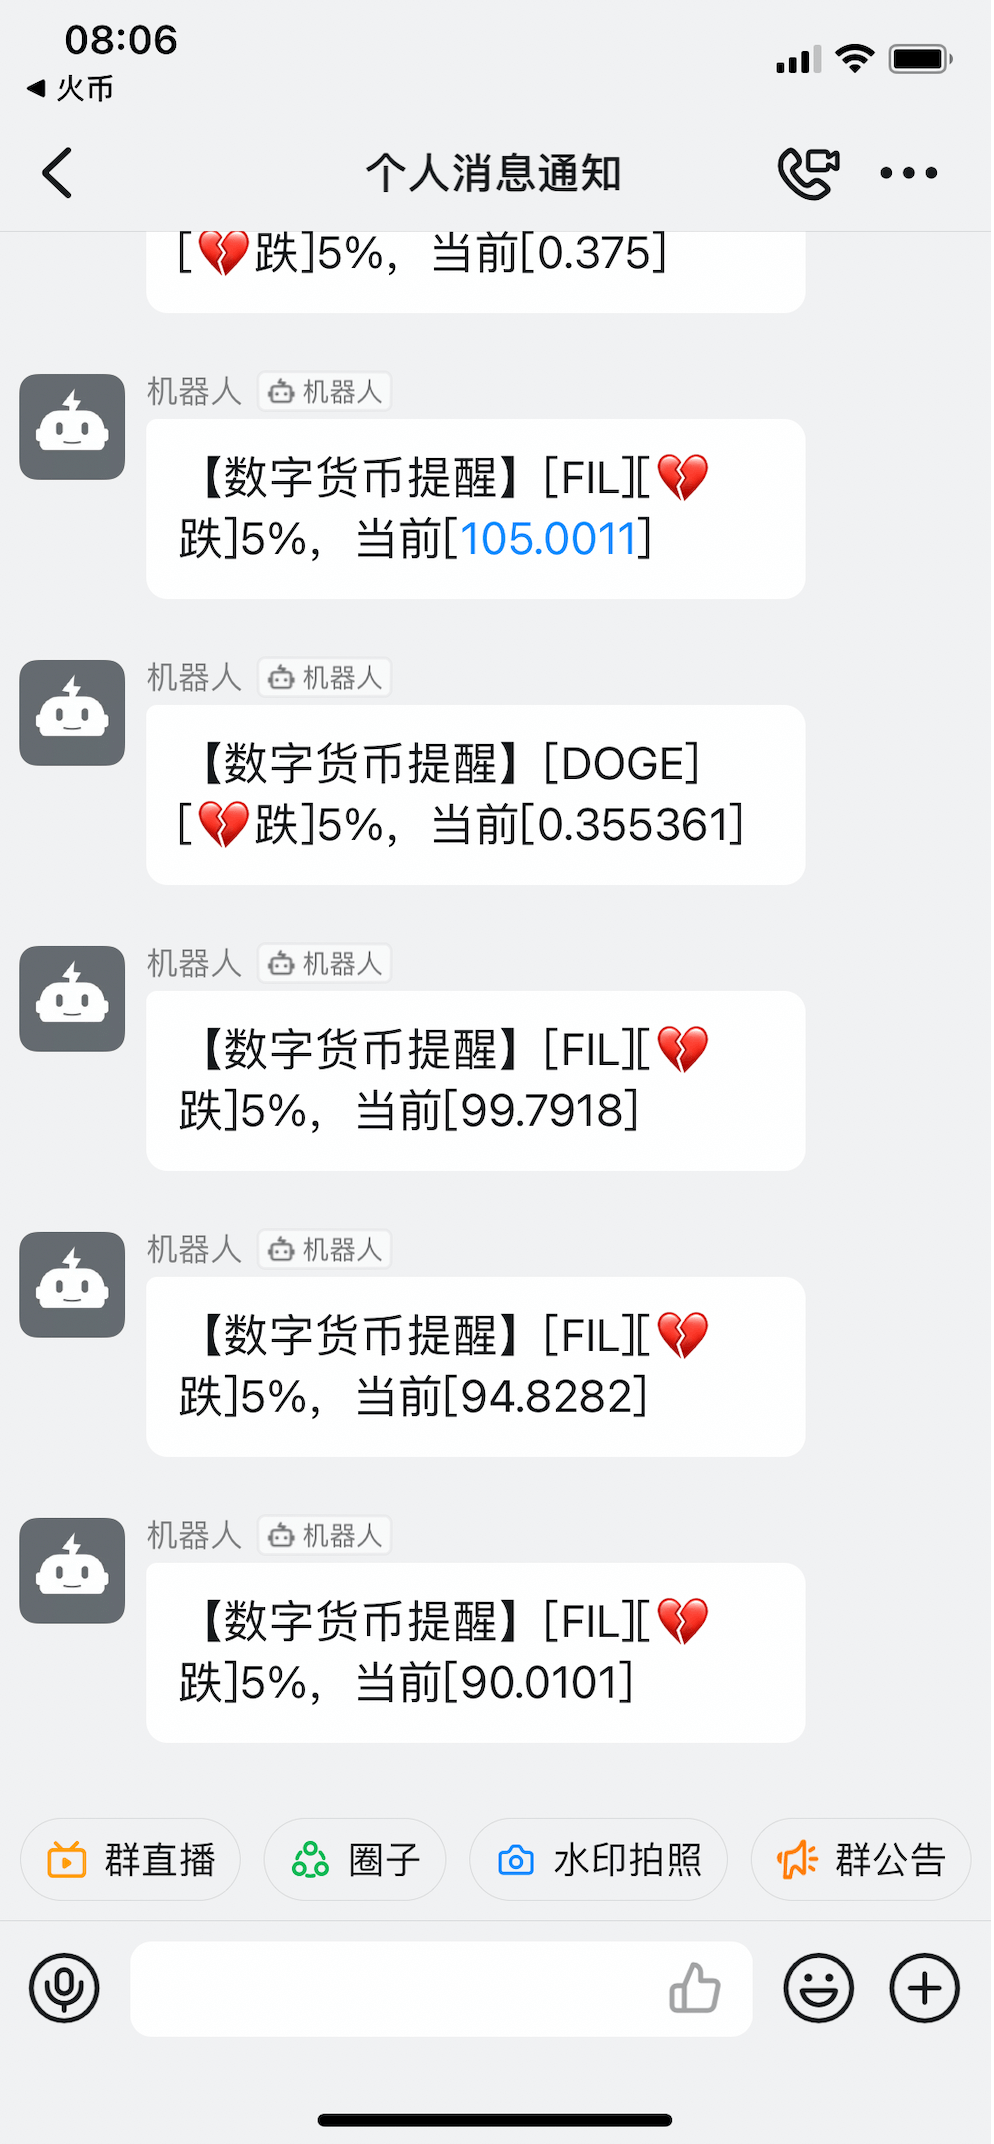 08:06
火币
个人消息通知
[💔跌]5%，当前[0.375]
机器人 机器人
【数字货币提醒】[FIL][💔
跌]5%，当前[105.0011]
机器人 机器人
【数字货币提醒】[DOGE]
[💔跌]5%，当前[0.355361]
机器人 机器人
【数字货币提醒】[FIL][💔
跌]5%，当前[99.7918]
机器人 机器人
【数字货币提醒】[FIL][💔
跌]5%，当前[94.8282]
机器人 机器人
【数字货币提醒】[FIL][💔
跌]5%，当前[90.0101]
群直播 圈子 水印拍照 群公告